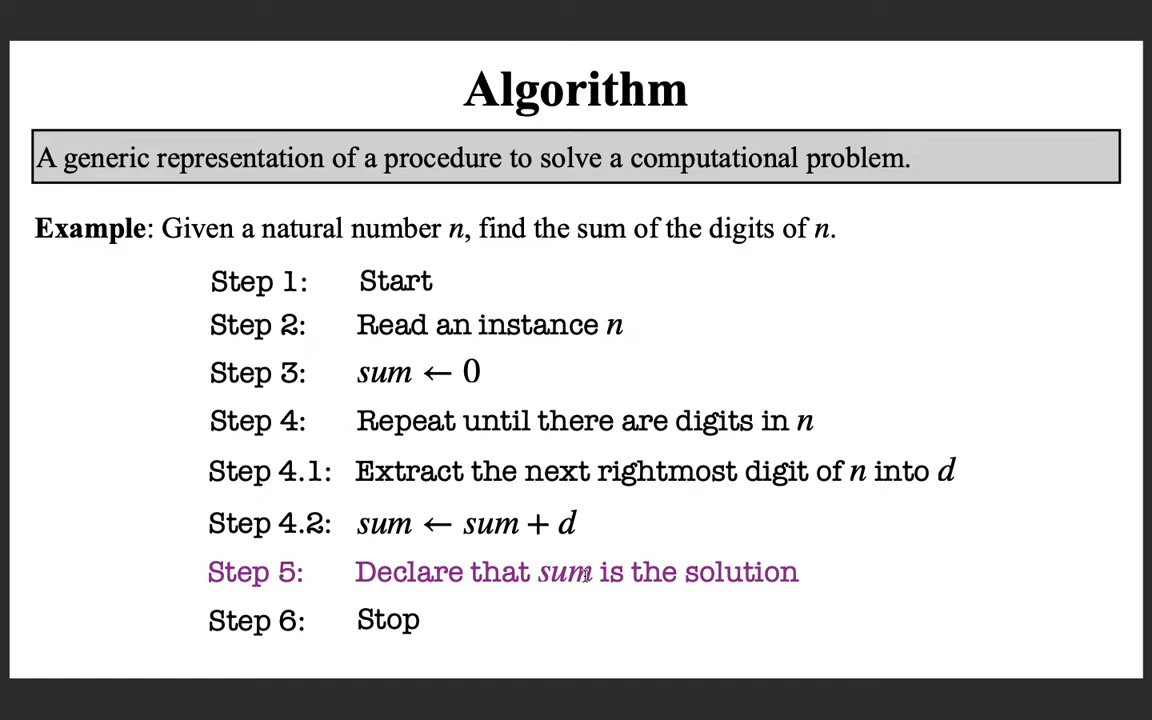 Algorithm
A generic representation of a procedure to solve a computational problem.
Example: Given a natural number n, find the sum of the digits of n.
Step 1: Start
Step 2: Read an instance n
Step 3: sum ← 0
Step 4: Repeat until there are digits in n
Step 4.1: Extract the next rightmost digit of n into d
Step 4.2: sum ← sum + d
Step 5: Declare that sum is the solution
Step 6: Stop